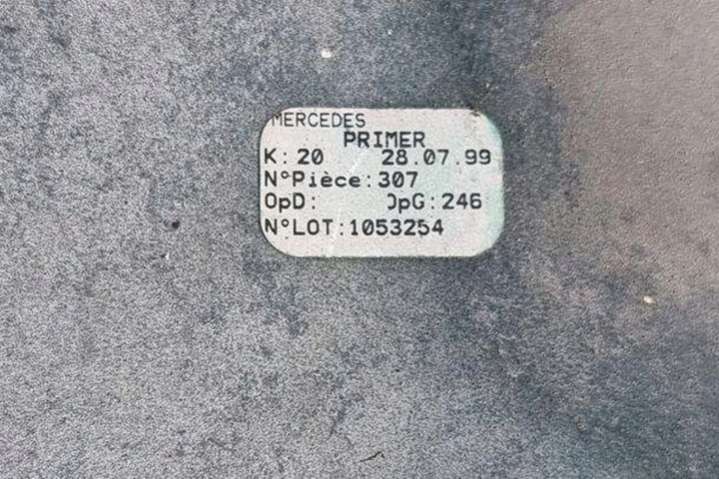 MERCEDES
PRIMER
K: 20 28.07.99
N°Pièce: 307
OpD: OpG: 246
N°LOT: 1053254